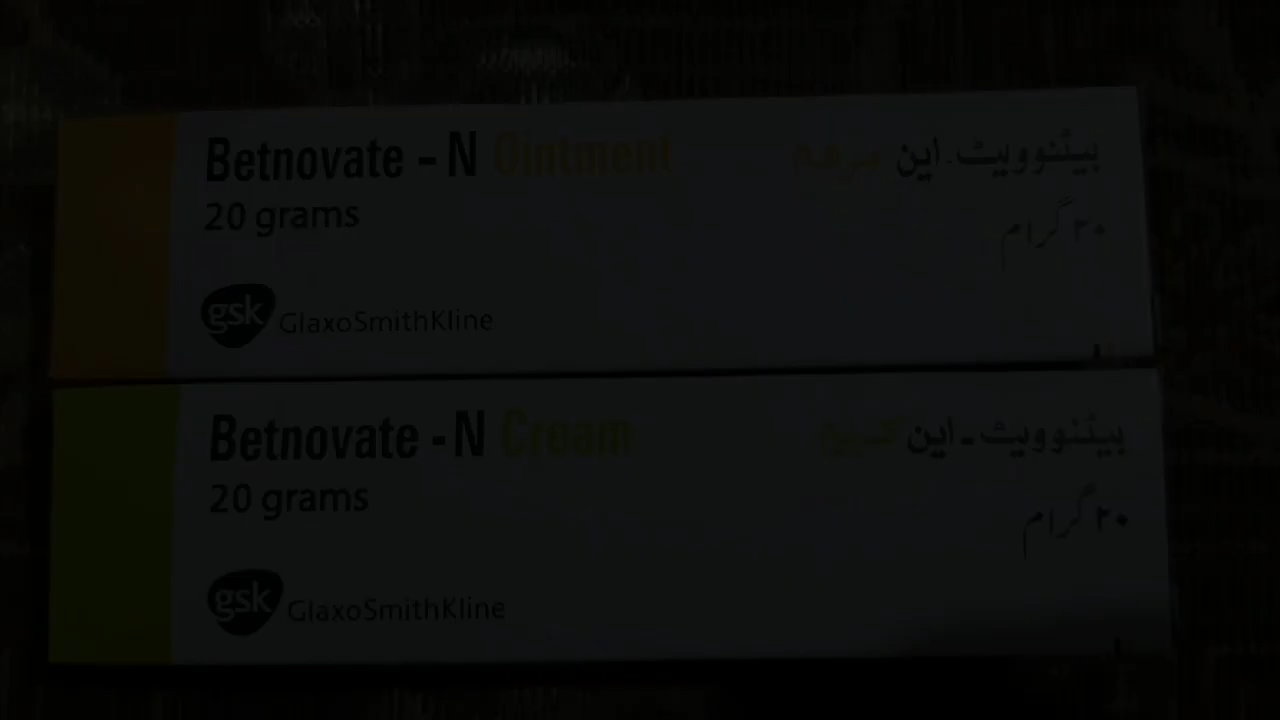 Betnovate - N Ointment
بیٹنوویٹ - این مرہم
20 grams
۲۰ گرام
gsk GlaxoSmithKline
Betnovate - N Cream
بیٹنوویٹ - این کریم
20 grams
۲۰ گرام
gsk GlaxoSmithKline